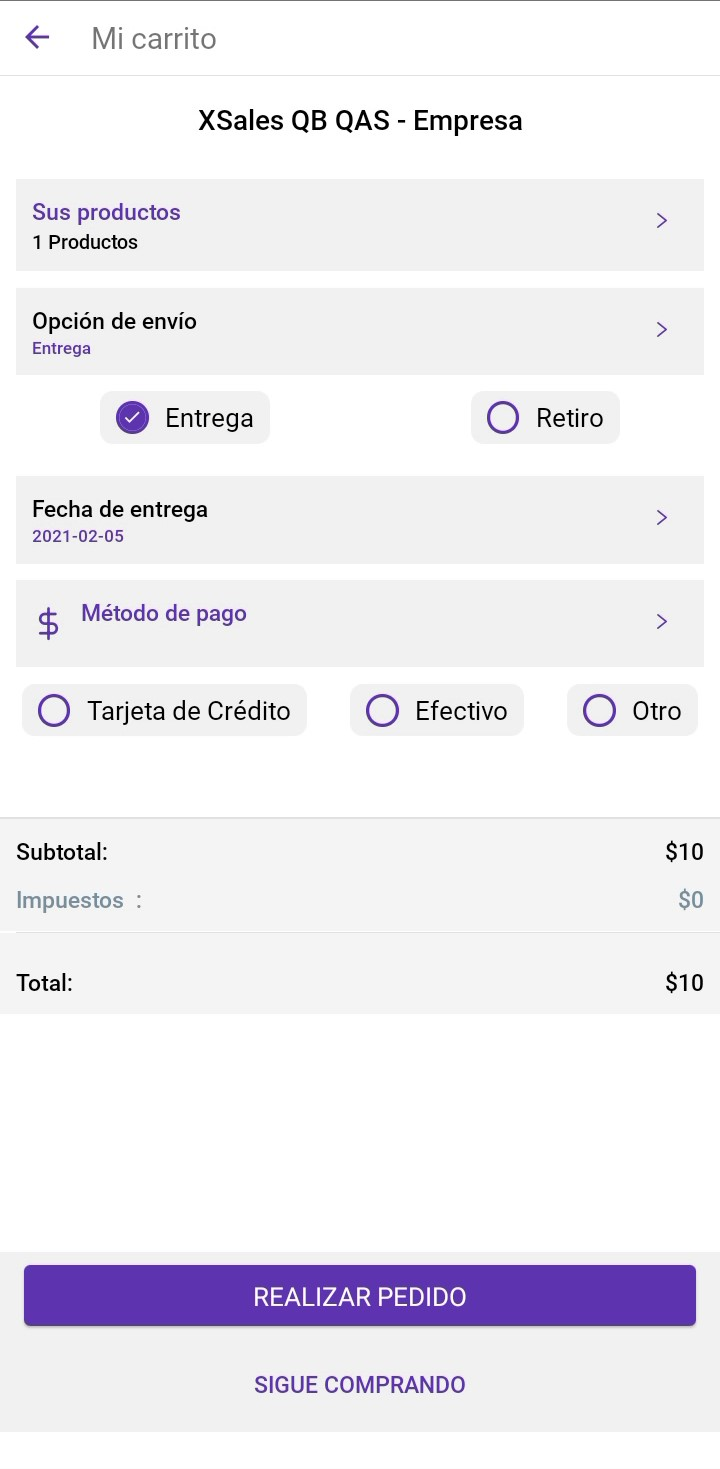 Mi carrito
XSales QB QAS - Empresa
Sus productos
1 Productos
Opción de envío
Entrega
Entrega Retiro
Fecha de entrega
2021-02-05
$ Método de pago
Tarjeta de Crédito Efectivo Otro
Subtotal: $10
Impuestos : $0
Total: $10
REALIZAR PEDIDO
SIGUE COMPRANDO